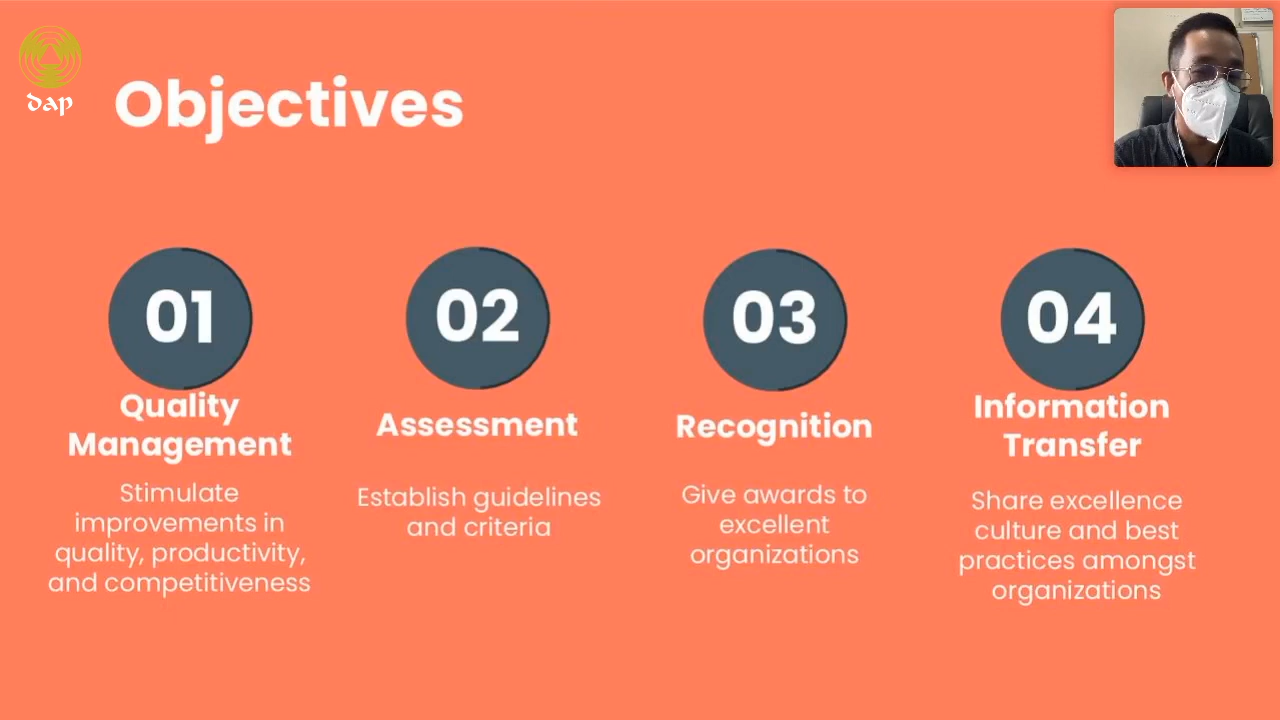 dap
Objectives
01
Quality
Management
Stimulate
improvements in
quality, productivity,
and competitiveness
02
Assessment
Establish guidelines
and criteria
03
Recognition
Give awards to
excellent
organizations
04
Information
Transfer
Share excellence
culture and best
practices amongst
organizations